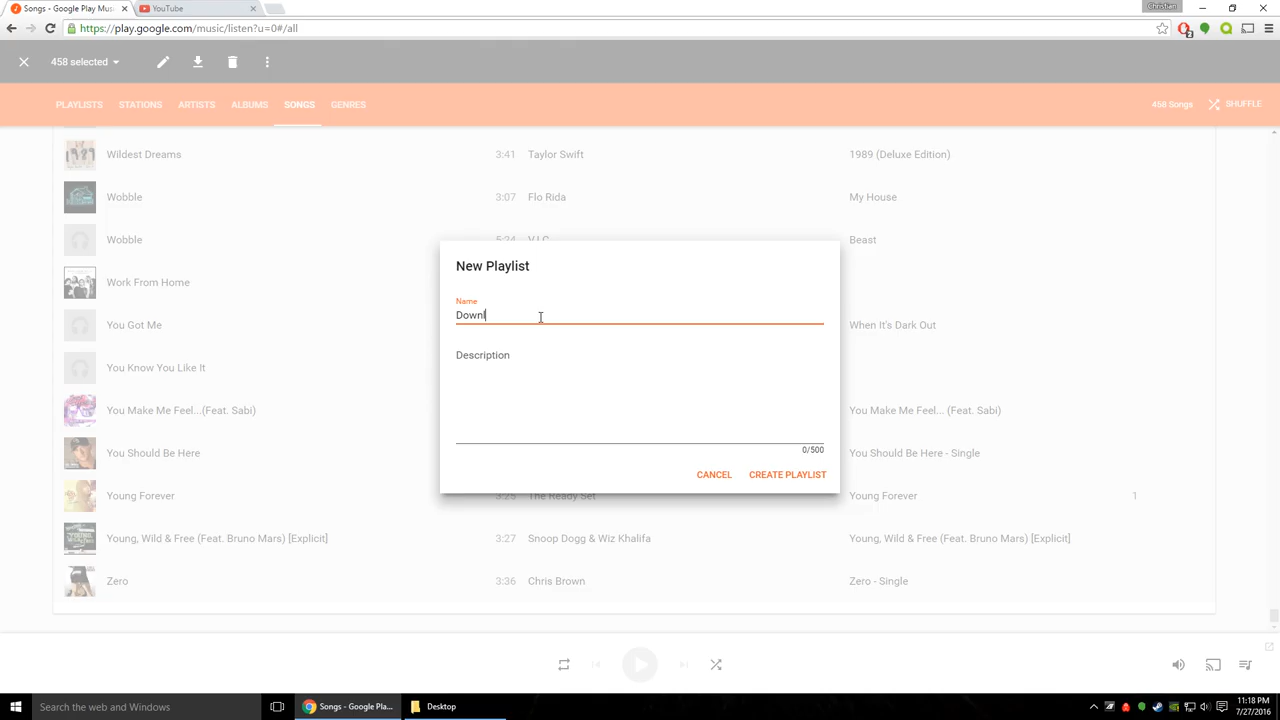 Songs - Google Play Mus
YouTube
Christian
https://play.google.com/music/listen?u=0#/all
2
458 selected
PLAYLISTS STATIONS ARTISTS ALBUMS SONGS GENRES
458 Songs SHUFFLE
Wildest Dreams 3:41 Taylor Swift 1989 (Deluxe Edition)
Wobble 3:07 Flo Rida My House
Wobble 5:24 V.I.C. Beast
Work From Home
You Got Me When It's Dark Out
You Know You Like It
You Make Me Feel...(Feat. Sabi) You Make Me Feel... (Feat. Sabi)
You Should Be Here You Should Be Here - Single
Young Forever 3:25 The Ready Set Young Forever 1
Young, Wild & Free (Feat. Bruno Mars) [Explicit] 3:27 Snoop Dogg & Wiz Khalifa Young, Wild & Free (Feat. Bruno Mars) [Explicit]
Zero 3:36 Chris Brown Zero - Single
New Playlist
Name
Downl
Description
0/500
CANCEL CREATE PLAYLIST
Search the web and Windows
Songs - Google Pla...
Desktop
11:18 PM
7/27/2016